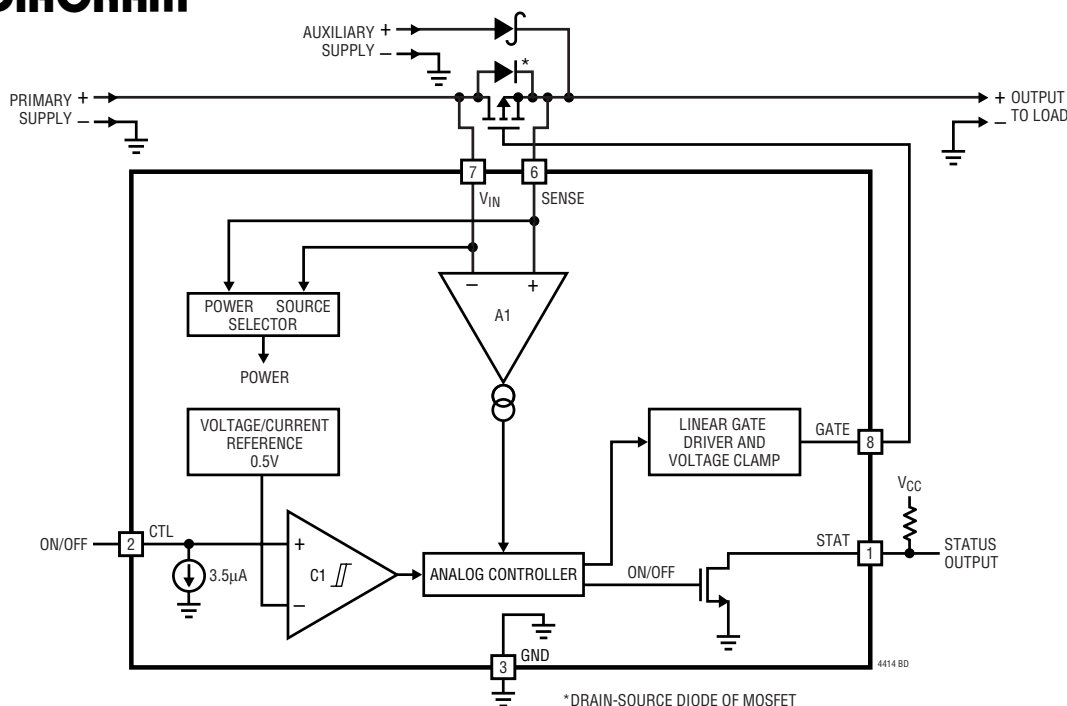 AUXILIARY +
SUPPLY –
*
PRIMARY +
SUPPLY –
+ OUTPUT
– TO LOAD
7
6
VIN
SENSE
– +
A1
POWER SOURCE
SELECTOR
POWER
VOLTAGE/CURRENT
REFERENCE
0.5V
LINEAR GATE
DRIVER AND
VOLTAGE CLAMP
GATE
8
VCC
ON/OFF
2
CTL
3.5µA
+
–
C1
ANALOG CONTROLLER
ON/OFF
STAT
1
STATUS
OUTPUT
3
GND
4414 BD
*DRAIN-SOURCE DIODE OF MOSFET